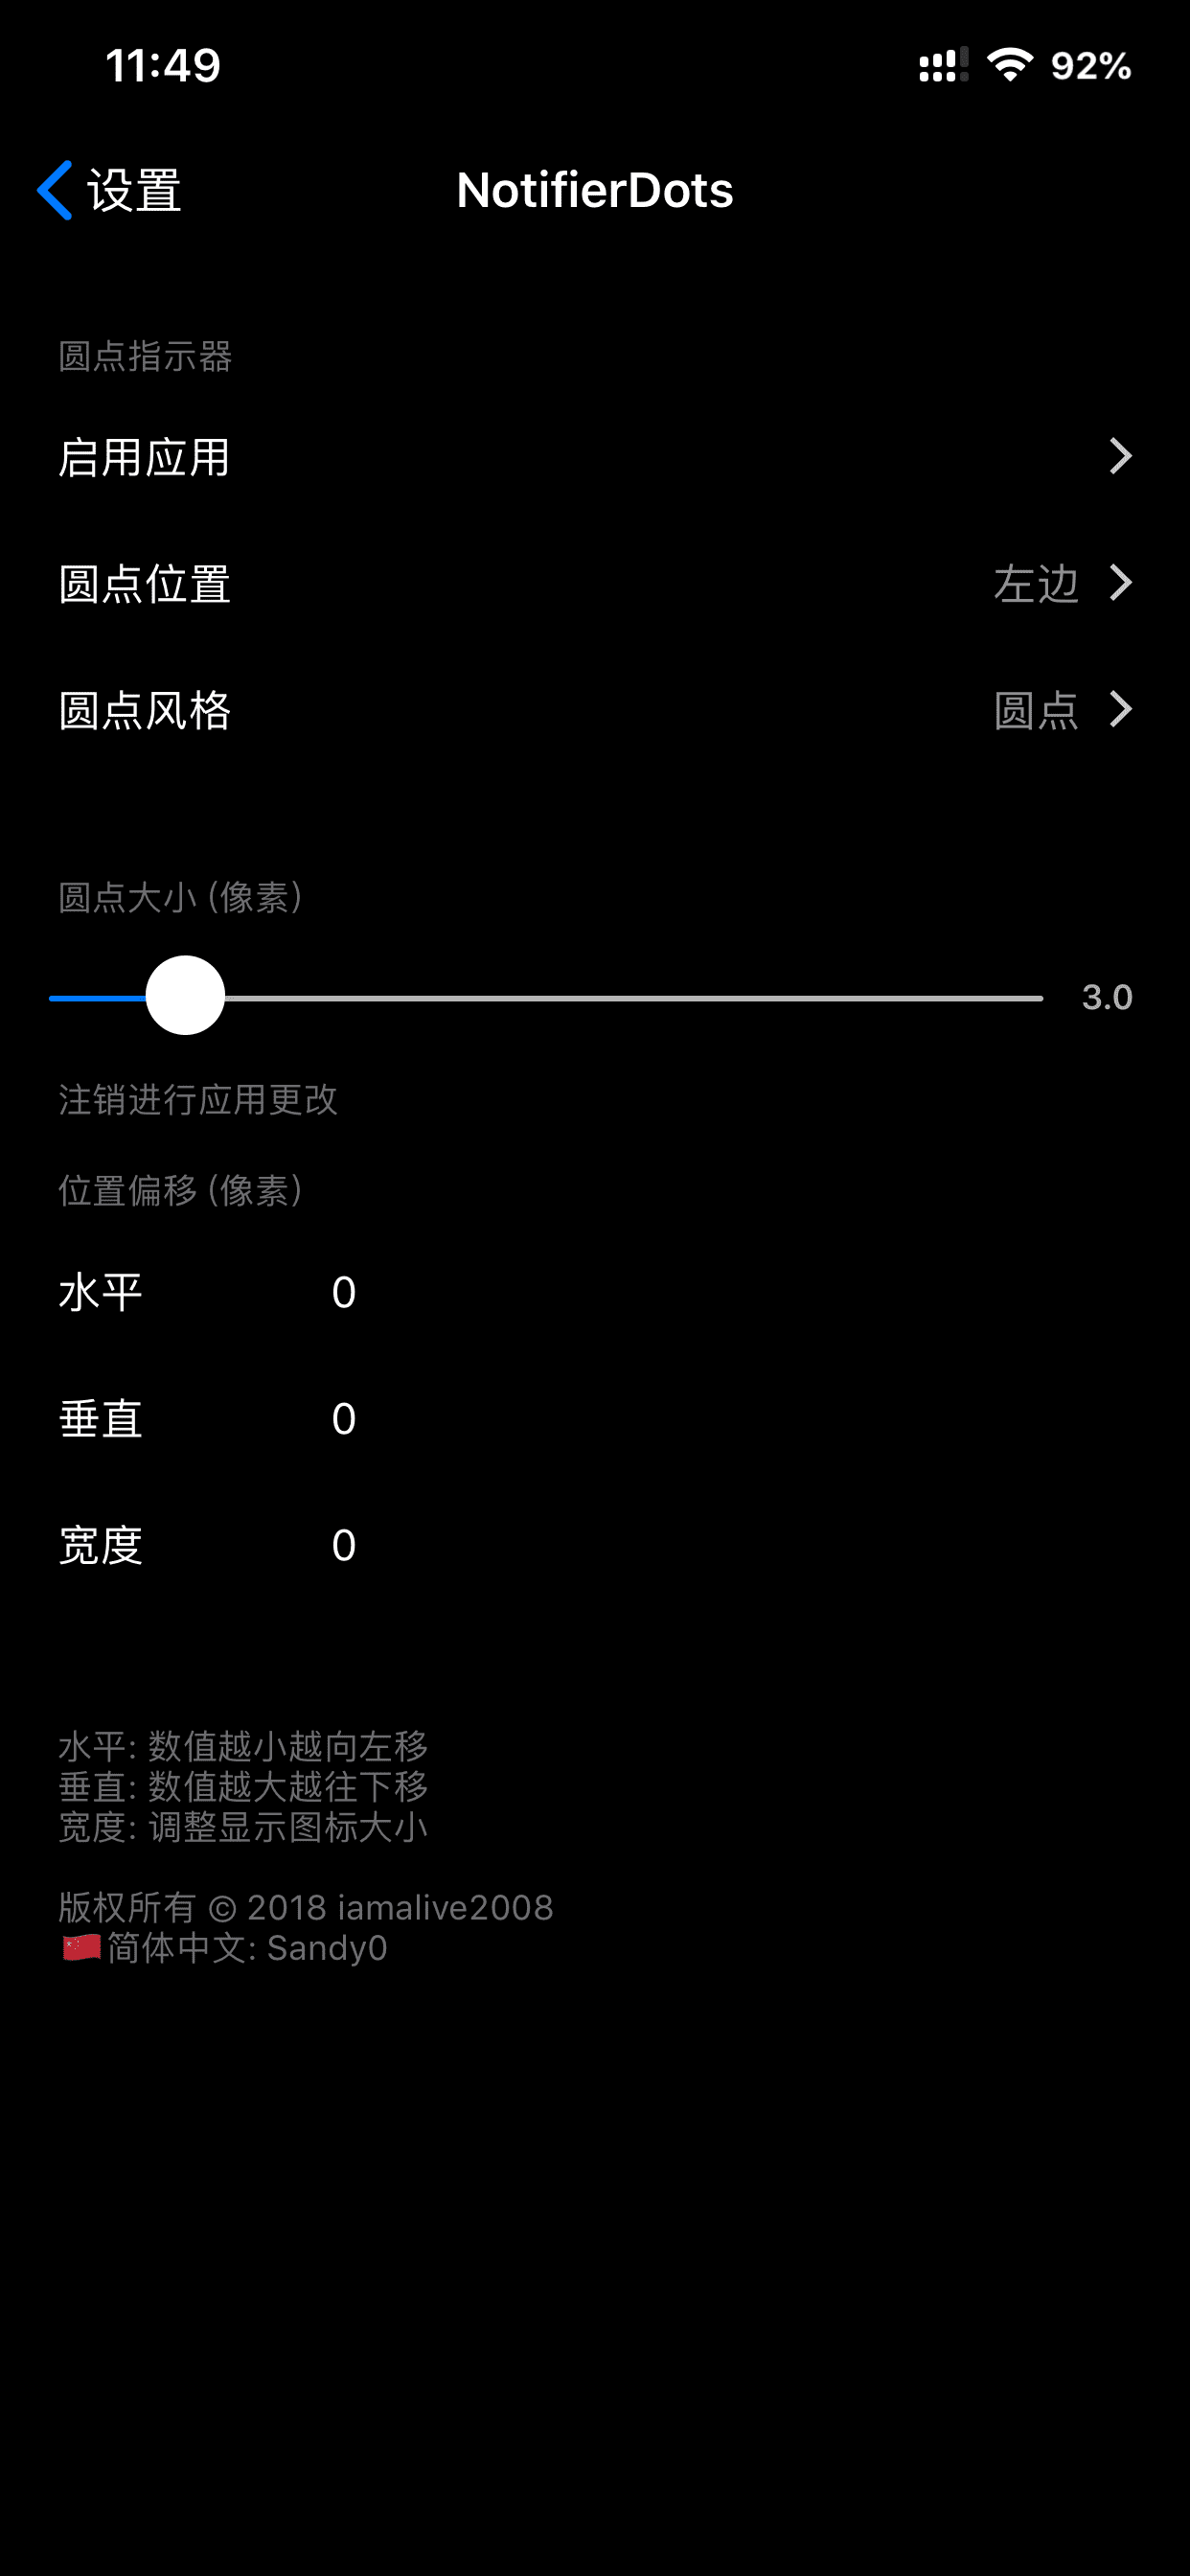 11:49 92%
设置 NotifierDots
圆点指示器
启用应用
圆点位置 左边
圆点风格 圆点
圆点大小 (像素)
3.0
注销进行应用更改
位置偏移 (像素)
水平 0
垂直 0
宽度 0
水平: 数值越小越向左移
垂直: 数值越大越往下移
宽度: 调整显示图标大小
版权所有 © 2018 iamalive2008
🇨🇳简体中文: Sandy0